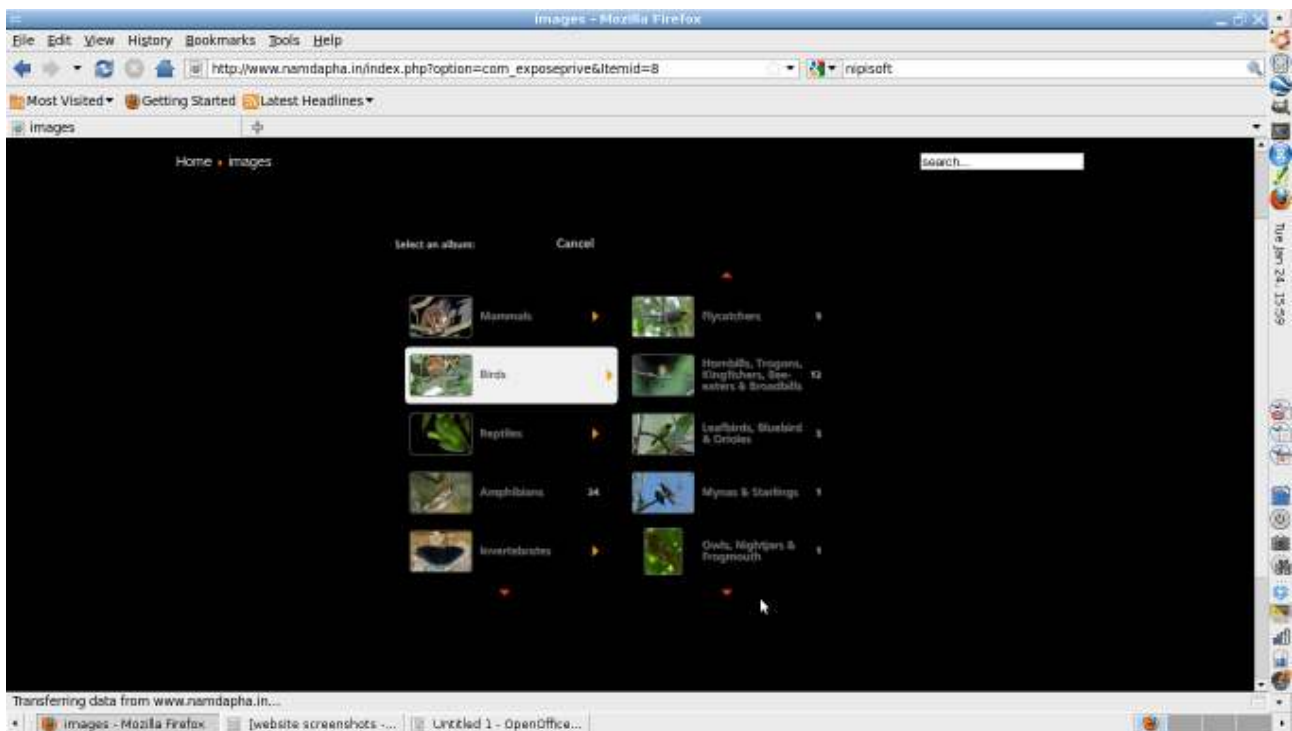 images - Mozilla Firefox
File Edit View History Bookmarks Tools Help
http://www.namdapha.in/index.php?option=com_exposeprive&Itemid=8
nipisoft
Most Visited Getting Started Latest Headlines
images
Home images
search...
Select an album:
Cancel
Mammals
Birds
Reptiles
Amphibians 34
Invertebrates
Flycatchers 9
Hornbills, Trogons,
Kingfishers, Bee-
eaters & Broadbills
Leafbirds, Bluebird
& Orioles
Mynas & Starlings 1
Owls, Nightjars &
Frogmouth
Tue Jan 24, 15:59
Transferring data from www.namdapha.in...
images - Mozilla Firefox
[website screenshots -...
Untitled 1 - OpenOffice...